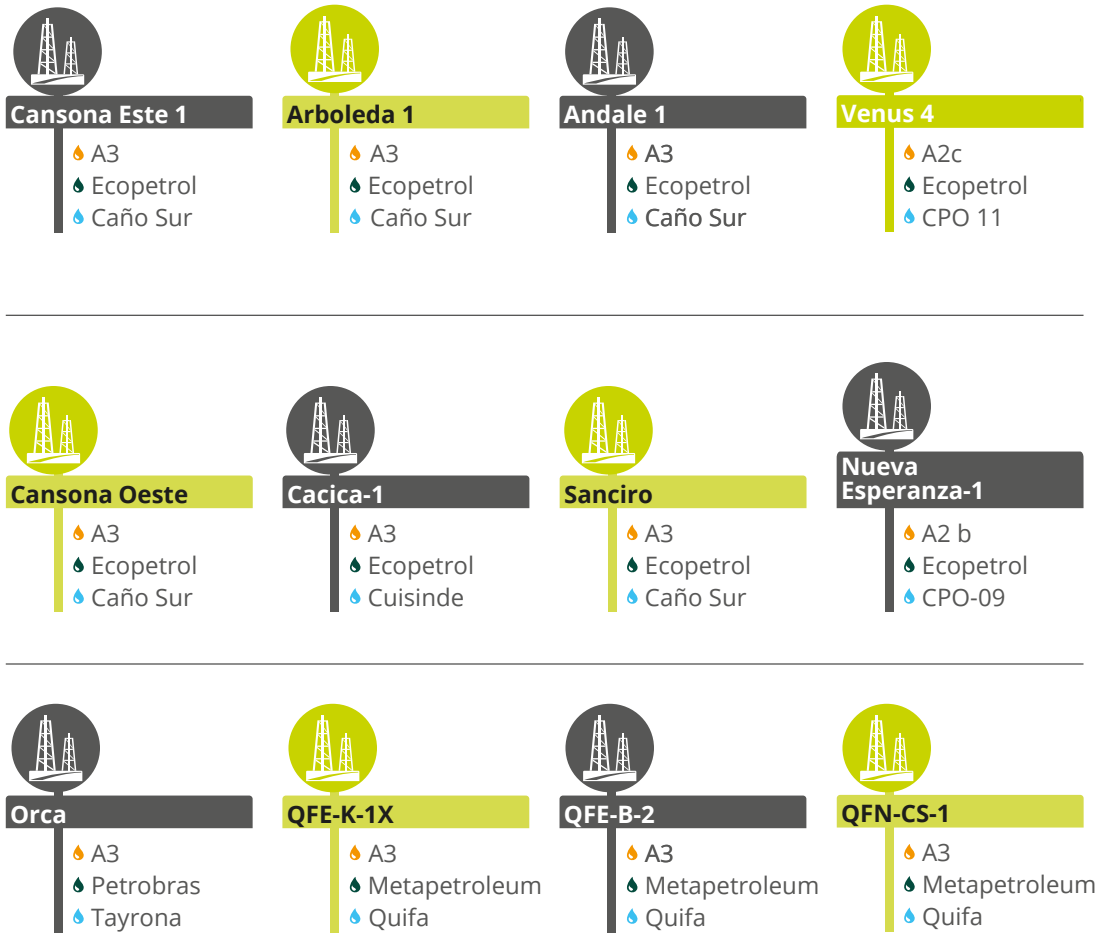 Cansona Este 1
A3
Ecopetrol
Caño Sur
Arboleda 1
A3
Ecopetrol
Caño Sur
Andale 1
A3
Ecopetrol
Caño Sur
Venus 4
A2c
Ecopetrol
CPO 11
Cansona Oeste
A3
Ecopetrol
Caño Sur
Cacica-1
A3
Ecopetrol
Cuisinde
Sanciro
A3
Ecopetrol
Caño Sur
Nueva
Esperanza-1
A2 b
Ecopetrol
CPO-09
Orca
A3
Petrobras
Tayrona
QFE-K-1X
A3
Metapetroleum
Quifa
QFE-B-2
A3
Metapetroleum
Quifa
QFN-CS-1
A3
Metapetroleum
Quifa